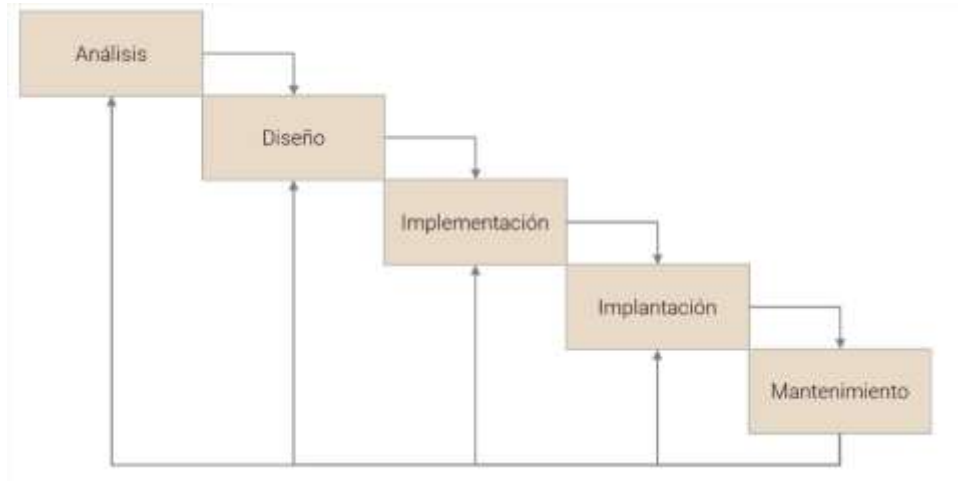 Análisis
Diseño
Implementación
Implantación
Mantenimiento